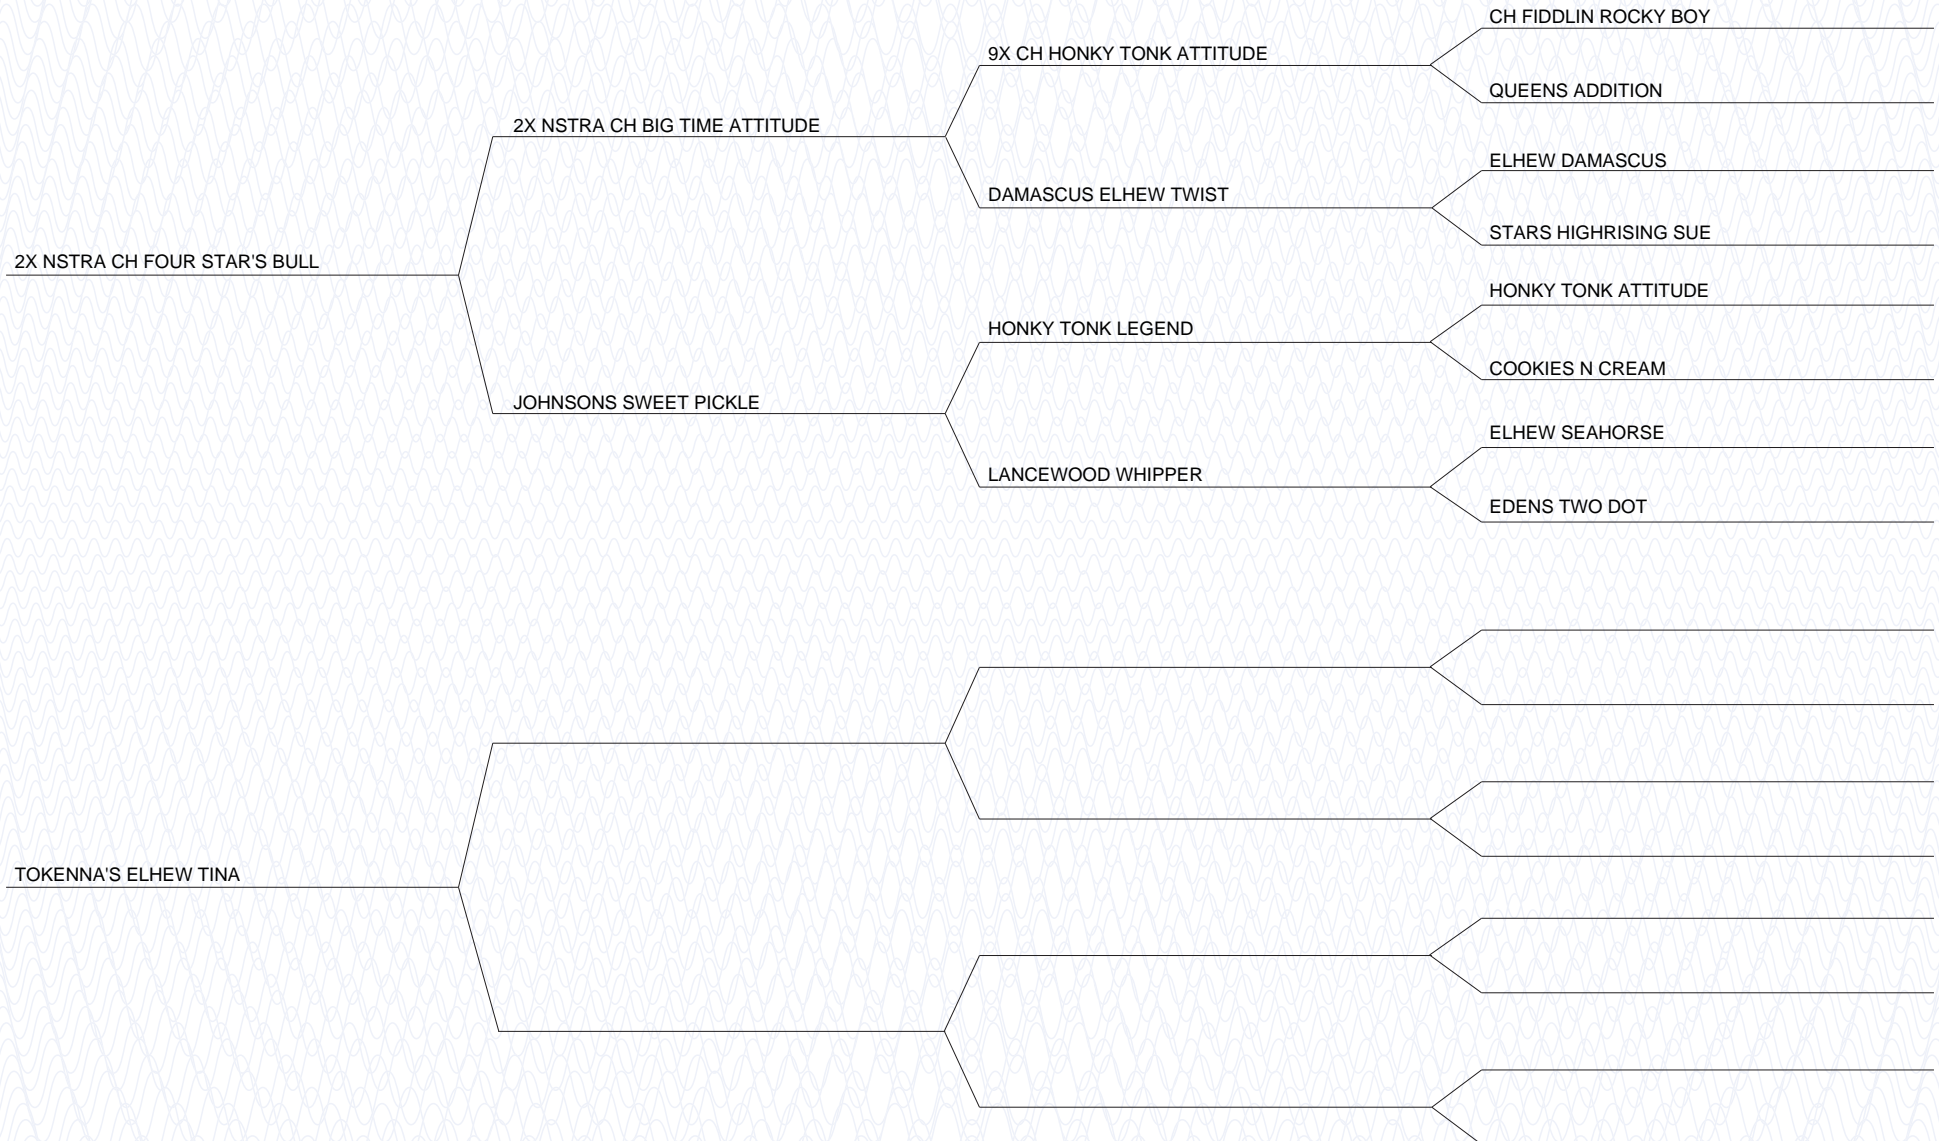 CH FIDDLIN ROCKY BOY
9X CH HONKY TONK ATTITUDE
QUEENS ADDITION
2X NSTRA CH BIG TIME ATTITUDE
ELHEW DAMASCUS
DAMASCUS ELHEW TWIST
STARS HIGHRISING SUE
2X NSTRA CH FOUR STAR'S BULL
HONKY TONK ATTITUDE
HONKY TONK LEGEND
COOKIES N CREAM
JOHNSONS SWEET PICKLE
ELHEW SEAHORSE
LANCEWOOD WHIPPER
EDENS TWO DOT
TOKENNA'S ELHEW TINA